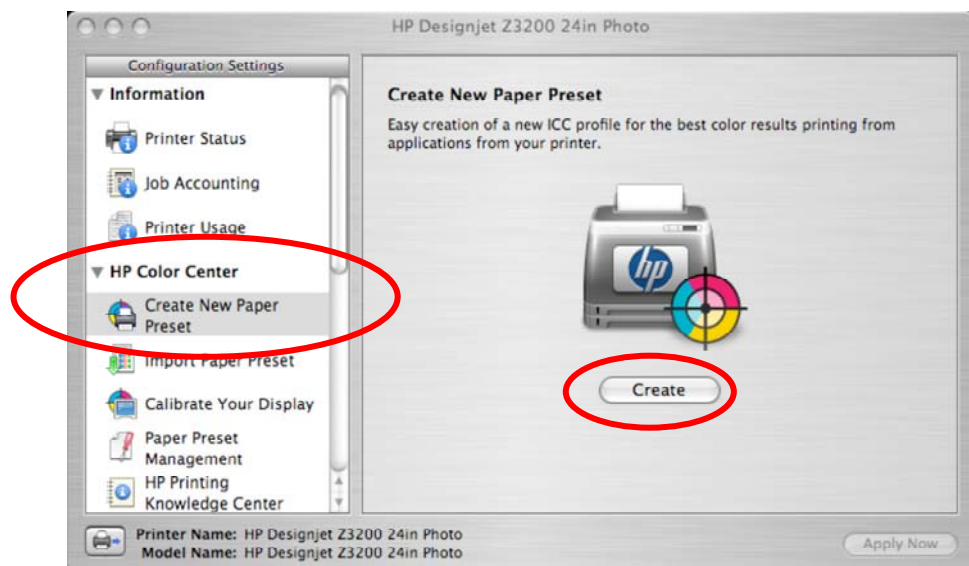 HP Designjet Z3200 24in Photo
Configuration Settings
Information
Printer Status
Job Accounting
Printer Usage
HP Color Center
Create New Paper
Preset
Import Paper Preset
Calibrate Your Display
Paper Preset
Management
HP Printing
Knowledge Center
Create New Paper Preset
Easy creation of a new ICC profile for the best color results printing from
applications from your printer.
hp
Create
Printer Name: HP Designjet Z3200 24in Photo
Model Name: HP Designjet Z3200 24in Photo
Apply Now